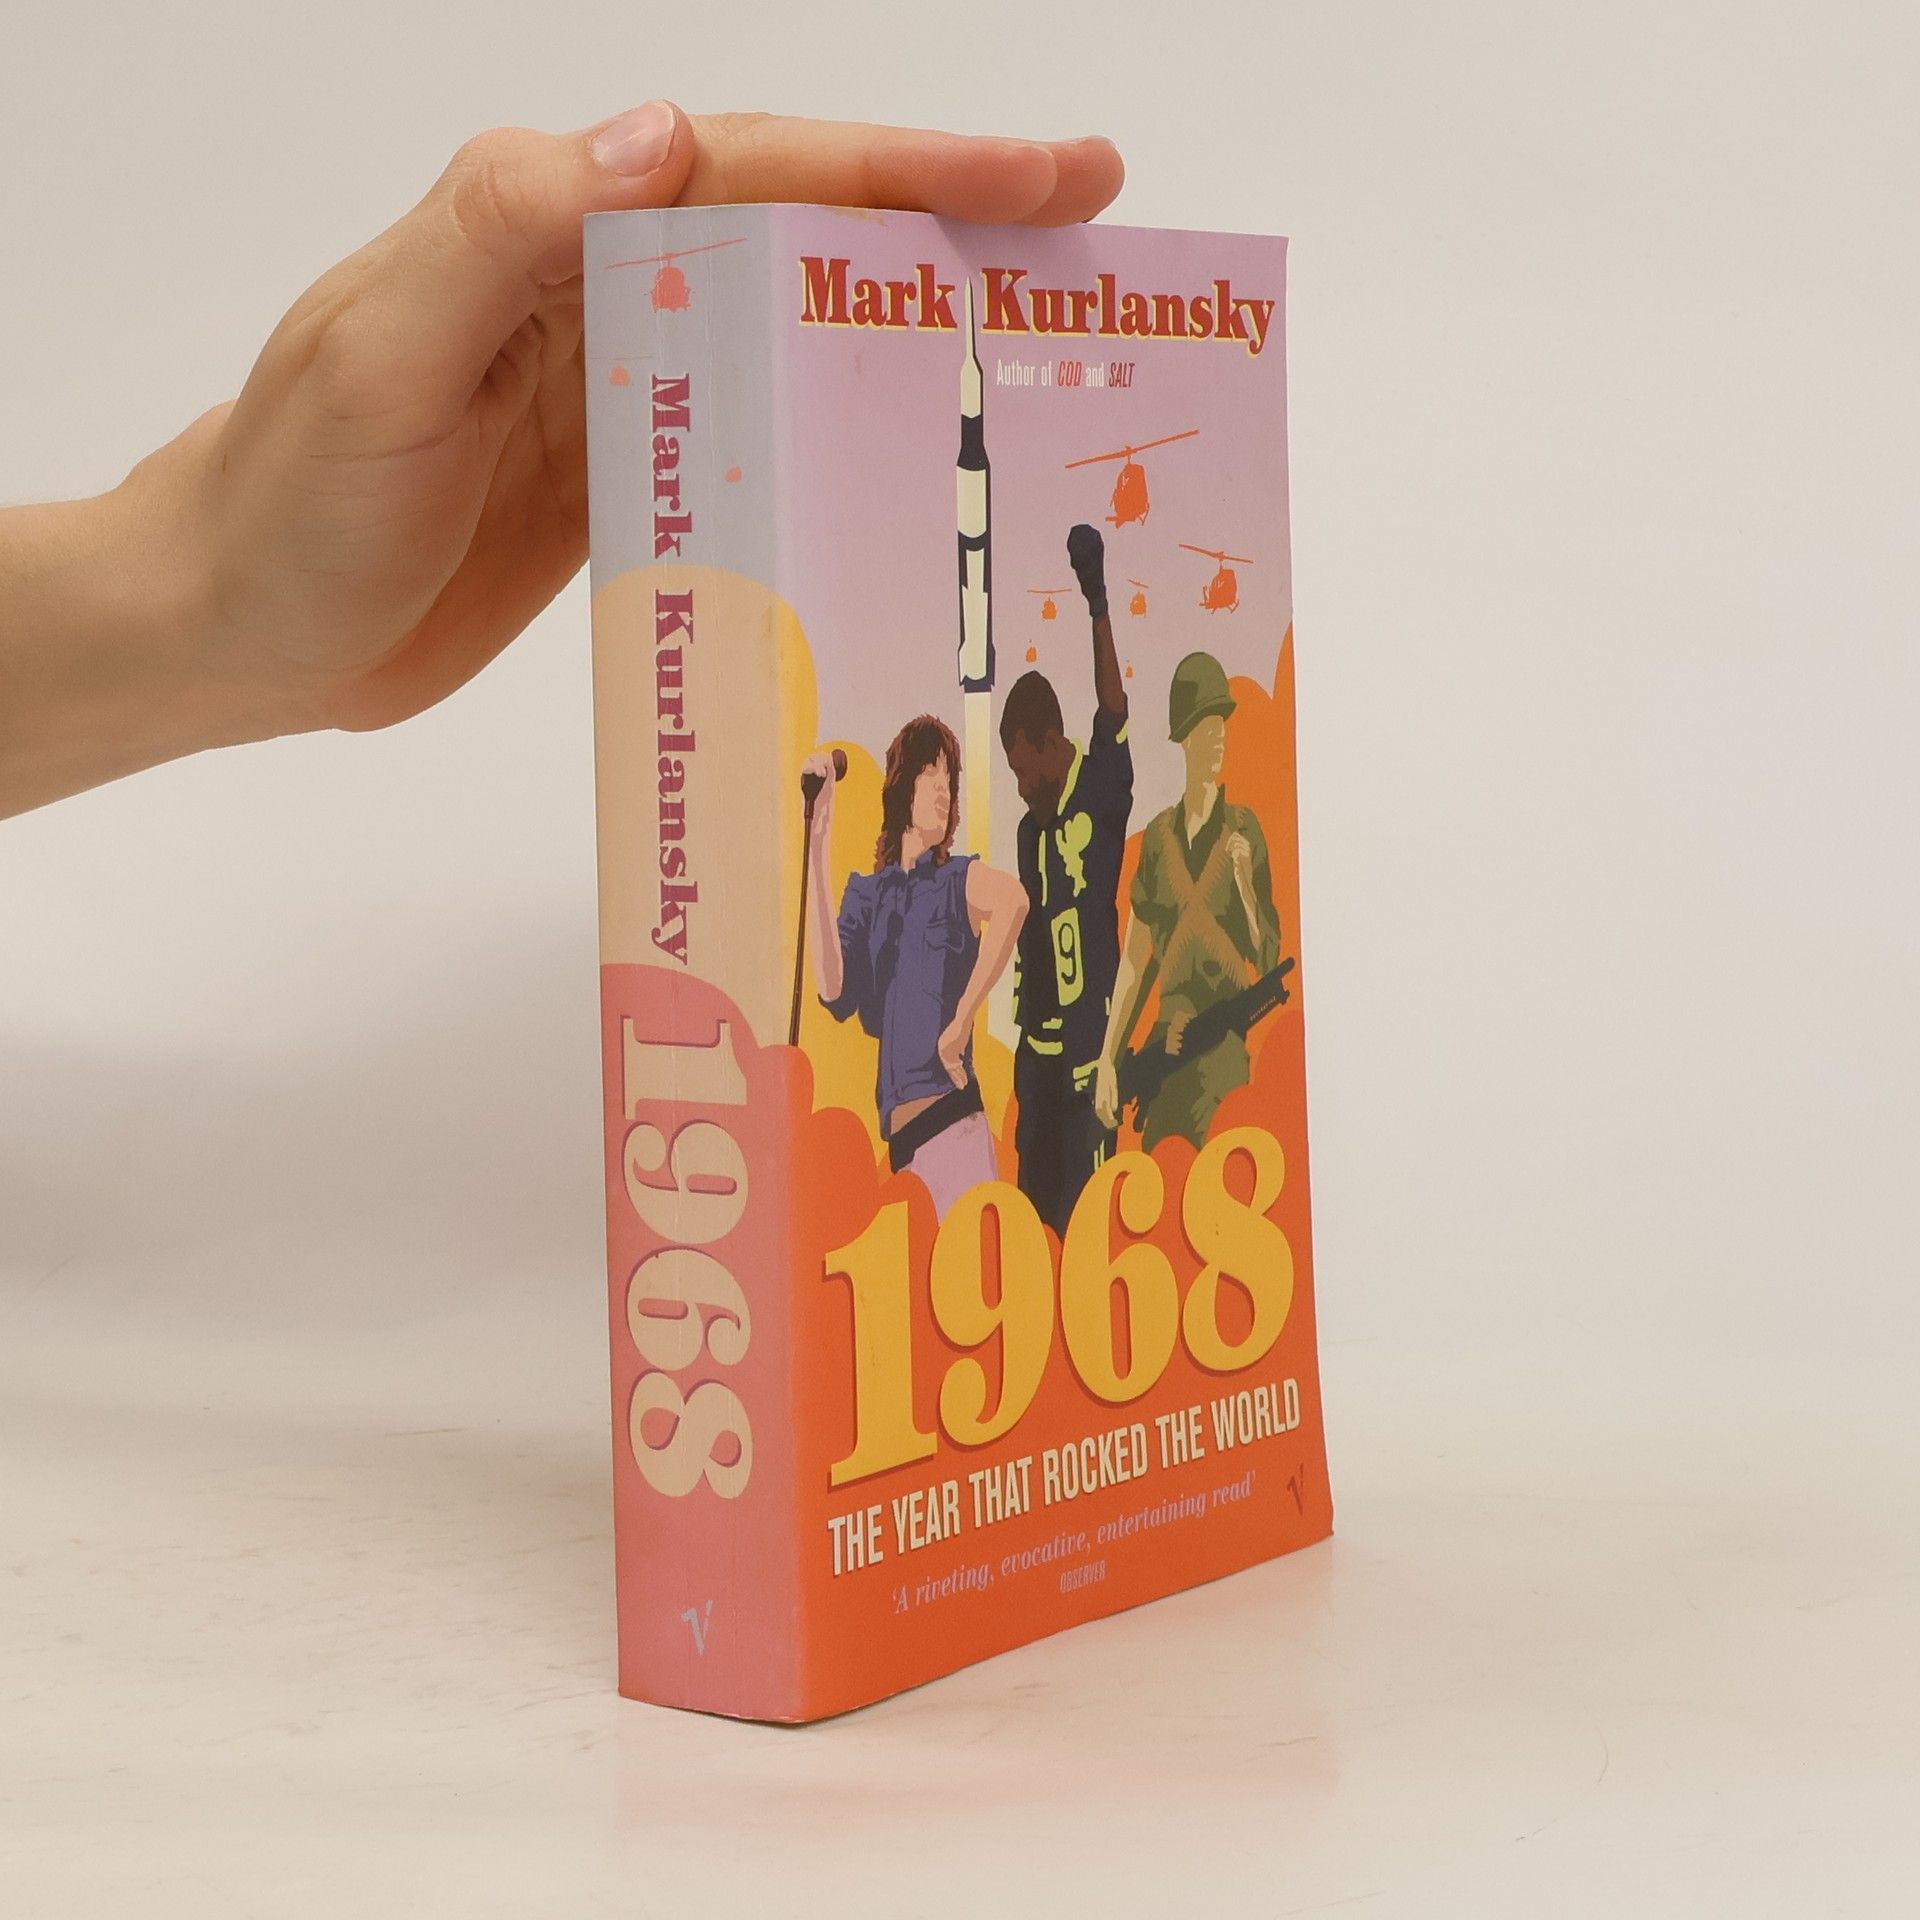 Mark Kurlansky 1968
V
Mark Kurlansky
Author of COD and SALT
9
1968
THE YEAR THAT ROCKED THE WORLD
'A riveting, evocative, entertaining read'
OBSERVER
V